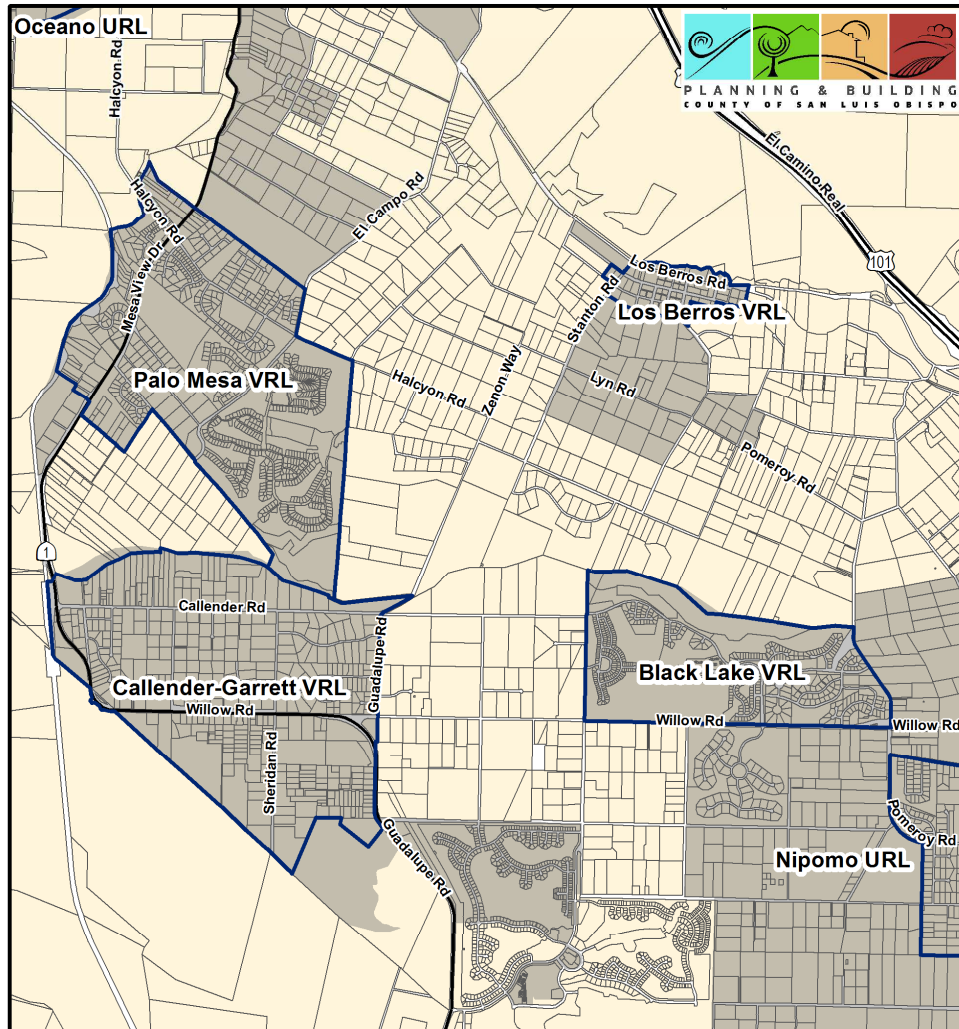 Oceano URL
Halcyon Rd
PLANNING & BUILDING
COUNTY OF SAN LUIS OBISPO
El Camino Real
101
Halcyon Rd
El Campo Rd
Mesa View Dr
Los Berros Rd
Los Berros VRL
Stanton Rd
Palo Mesa VRL
Halcyon Rd
Zenon Way
Lyn Rd
Pomeroy Rd
1
Callender Rd
Guadalupe Rd
Callender-Garrett VRL
Willow Rd
Black Lake VRL
Willow Rd
Willow Rd
Sheridan Rd
Guadalupe Rd
Pomeroy Rd
Nipomo URL